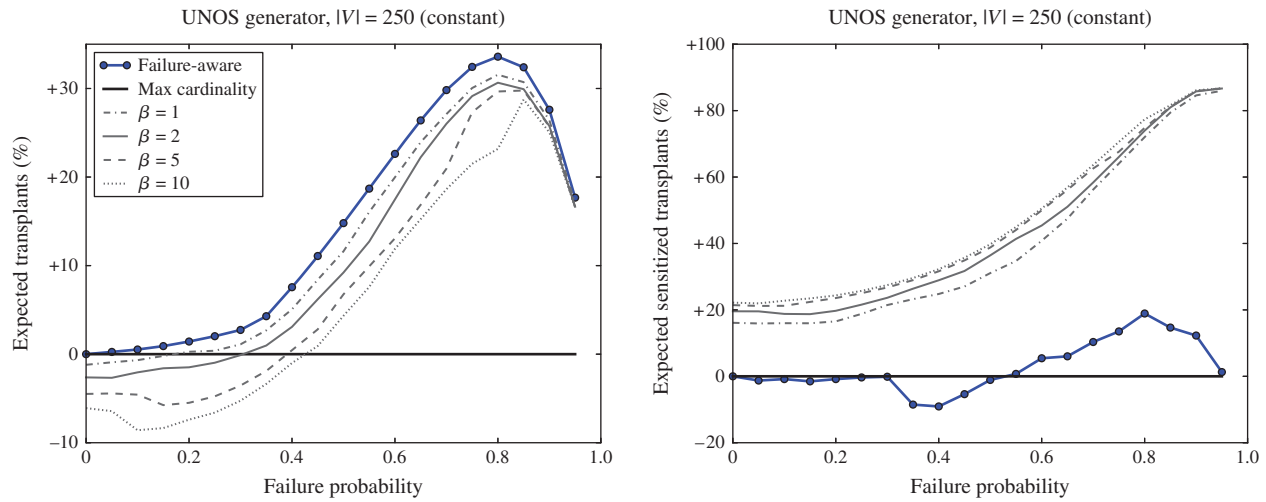 UNOS generator, |V| = 250 (constant)
Expected transplants (%)
+30
+20
+10
0
−10
Failure-aware
Max cardinality
β = 1
β = 2
β = 5
β = 10
0 0.2 0.4 0.6 0.8 1.0
Failure probability
UNOS generator, |V| = 250 (constant)
Expected sensitized transplants (%)
+100
+80
+60
+40
+20
0
−20
0 0.2 0.4 0.6 0.8 1.0
Failure probability